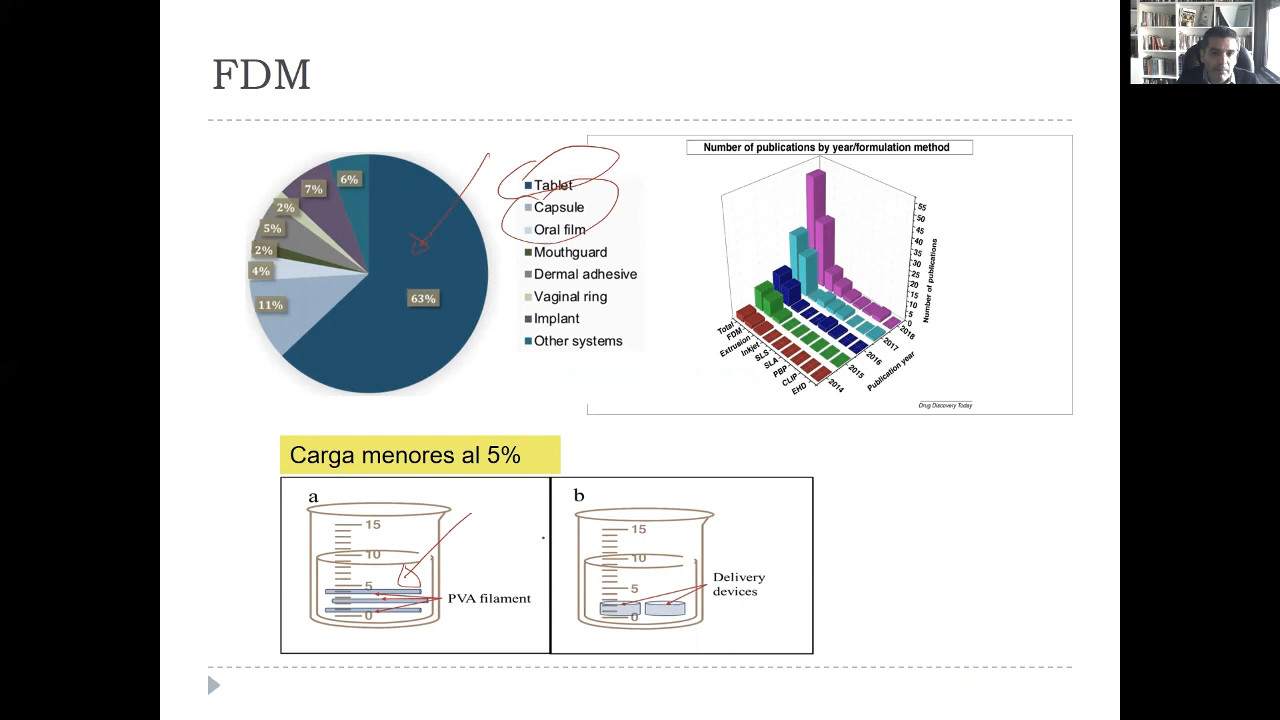 FDM
6%
7%
2%
5%
2%
4%
11%
63%
Tablet
Capsule
Oral film
Mouthguard
Dermal adhesive
Vaginal ring
Implant
Other systems
Number of publications by year/formulation method
55
50
45
40
35
30
25
20
15
10
5
0
Number of publications
Total
FDM
Extrusion
Inkjet
SLS
SLA
PBP
CLIP
EHD
2014
2015
2016
2017
2018
Publication year
Drug Discovery Today
Carga menores al 5%
a
15
10
5
0
PVA filament
b
15
10
5
0
Delivery
devices